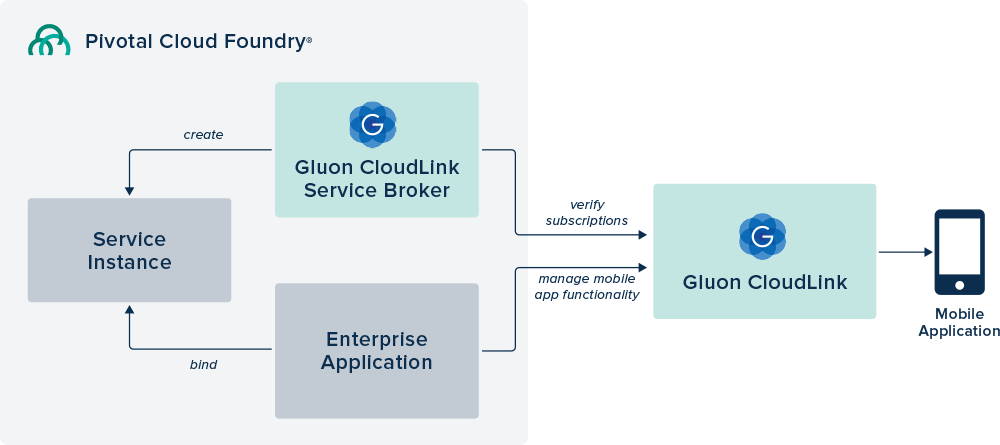 Pivotal Cloud Foundry®
create
G
Gluon CloudLink
Service Broker
Service
Instance
verify
subscriptions
G
Gluon CloudLink
manage mobile
app functionality
Enterprise
Application
bind
Mobile
Application